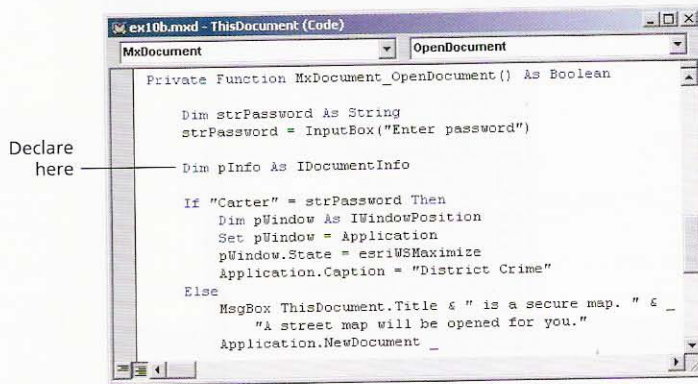 ex10b.mxd - ThisDocument (Code)
MxDocument
OpenDocument
Private Function MxDocument_OpenDocument() As Boolean
Dim strPassword As String
strPassword = InputBox("Enter password")
Declare
here
Dim pInfo As IDocumentInfo
If "Carter" = strPassword Then
Dim pWindow As IWindowPosition
Set pWindow = Application
pWindow.State = esriWSMaximize
Application.Caption = "District Crime"
Else
MsgBox ThisDocument.Title & " is a secure map. " & _
"A street map will be opened for you."
Application.NewDocument _